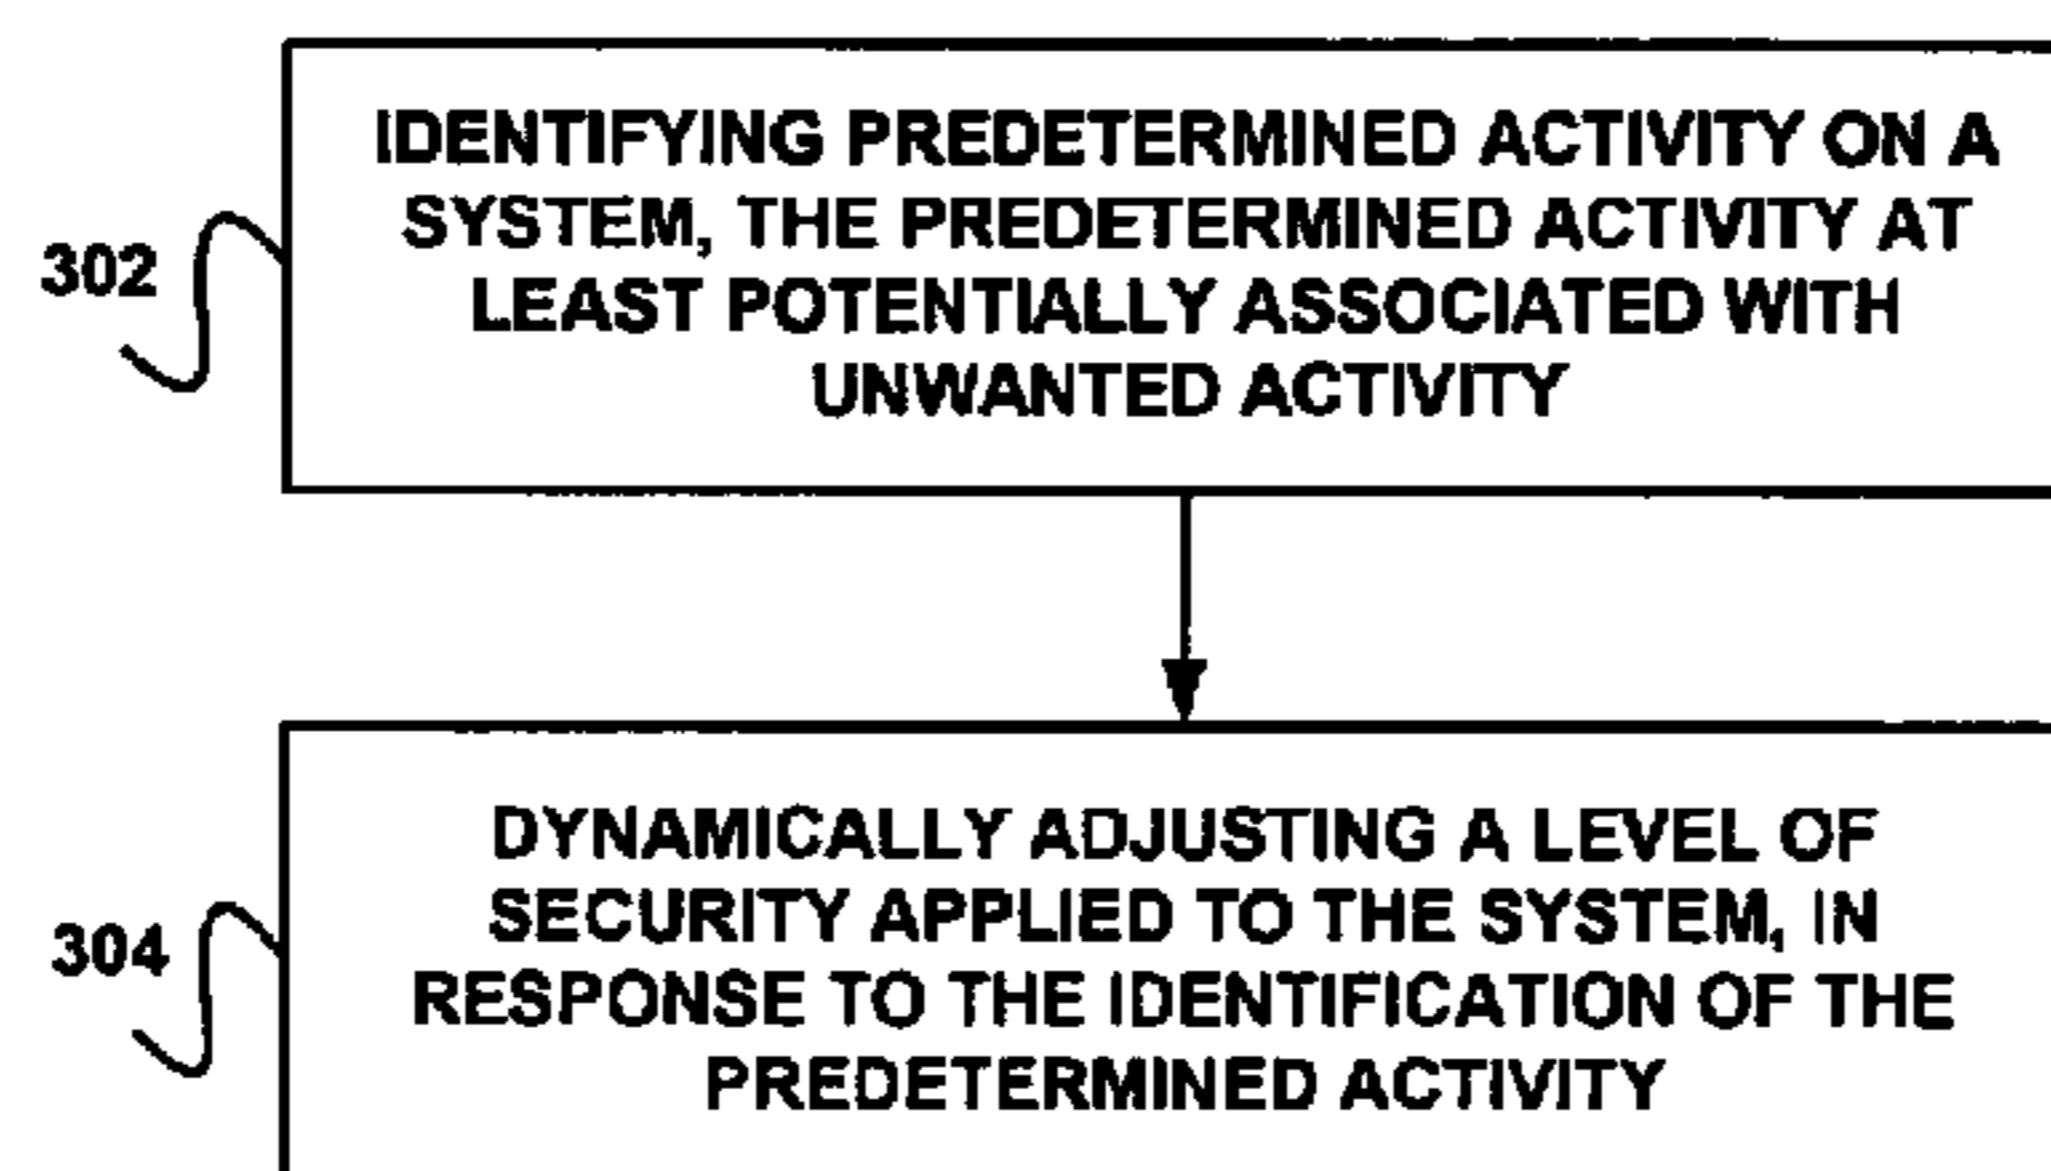 IDENTIFYING PREDETERMINED ACTIVITY ON A
SYSTEM, THE PREDETERMINED ACTIVITY AT
LEAST POTENTIALLY ASSOCIATED WITH
UNWANTED ACTIVITY
302
DYNAMICALLY ADJUSTING A LEVEL OF
SECURITY APPLIED TO THE SYSTEM, IN
RESPONSE TO THE IDENTIFICATION OF THE
PREDETERMINED ACTIVITY
304